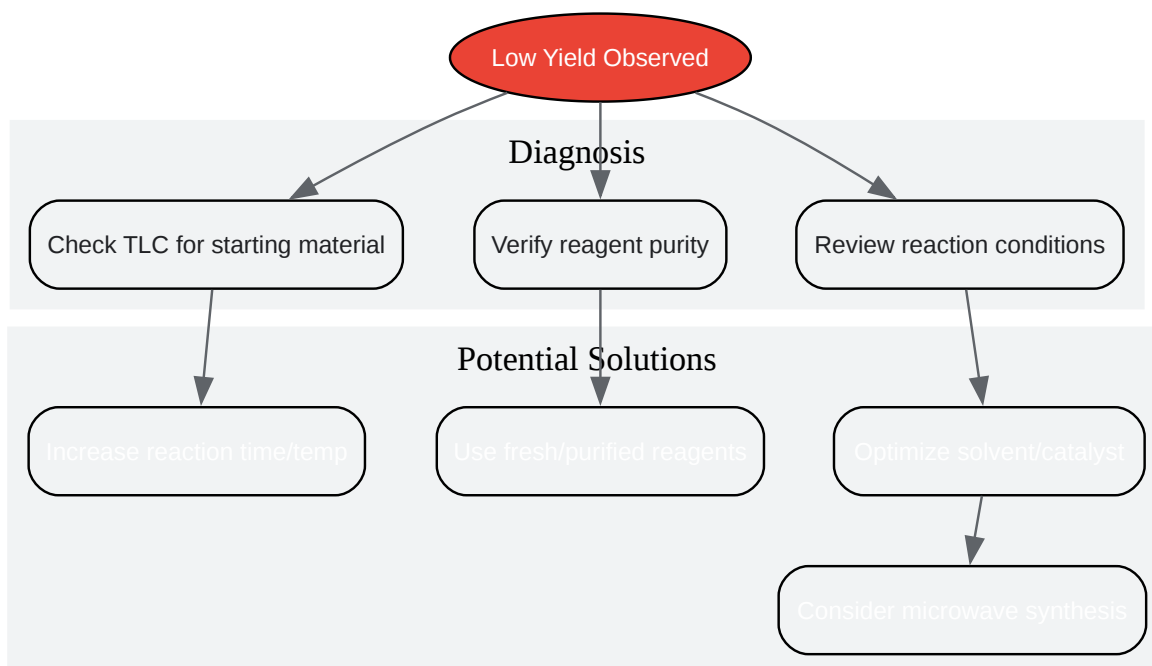 Low Yield Observed
Diagnosis
Check TLC for starting material
Verify reagent purity
Review reaction conditions
Potential Solutions
Increase reaction time/temp
Use fresh/purified reagents
Optimize solvent/catalyst
Consider microwave synthesis